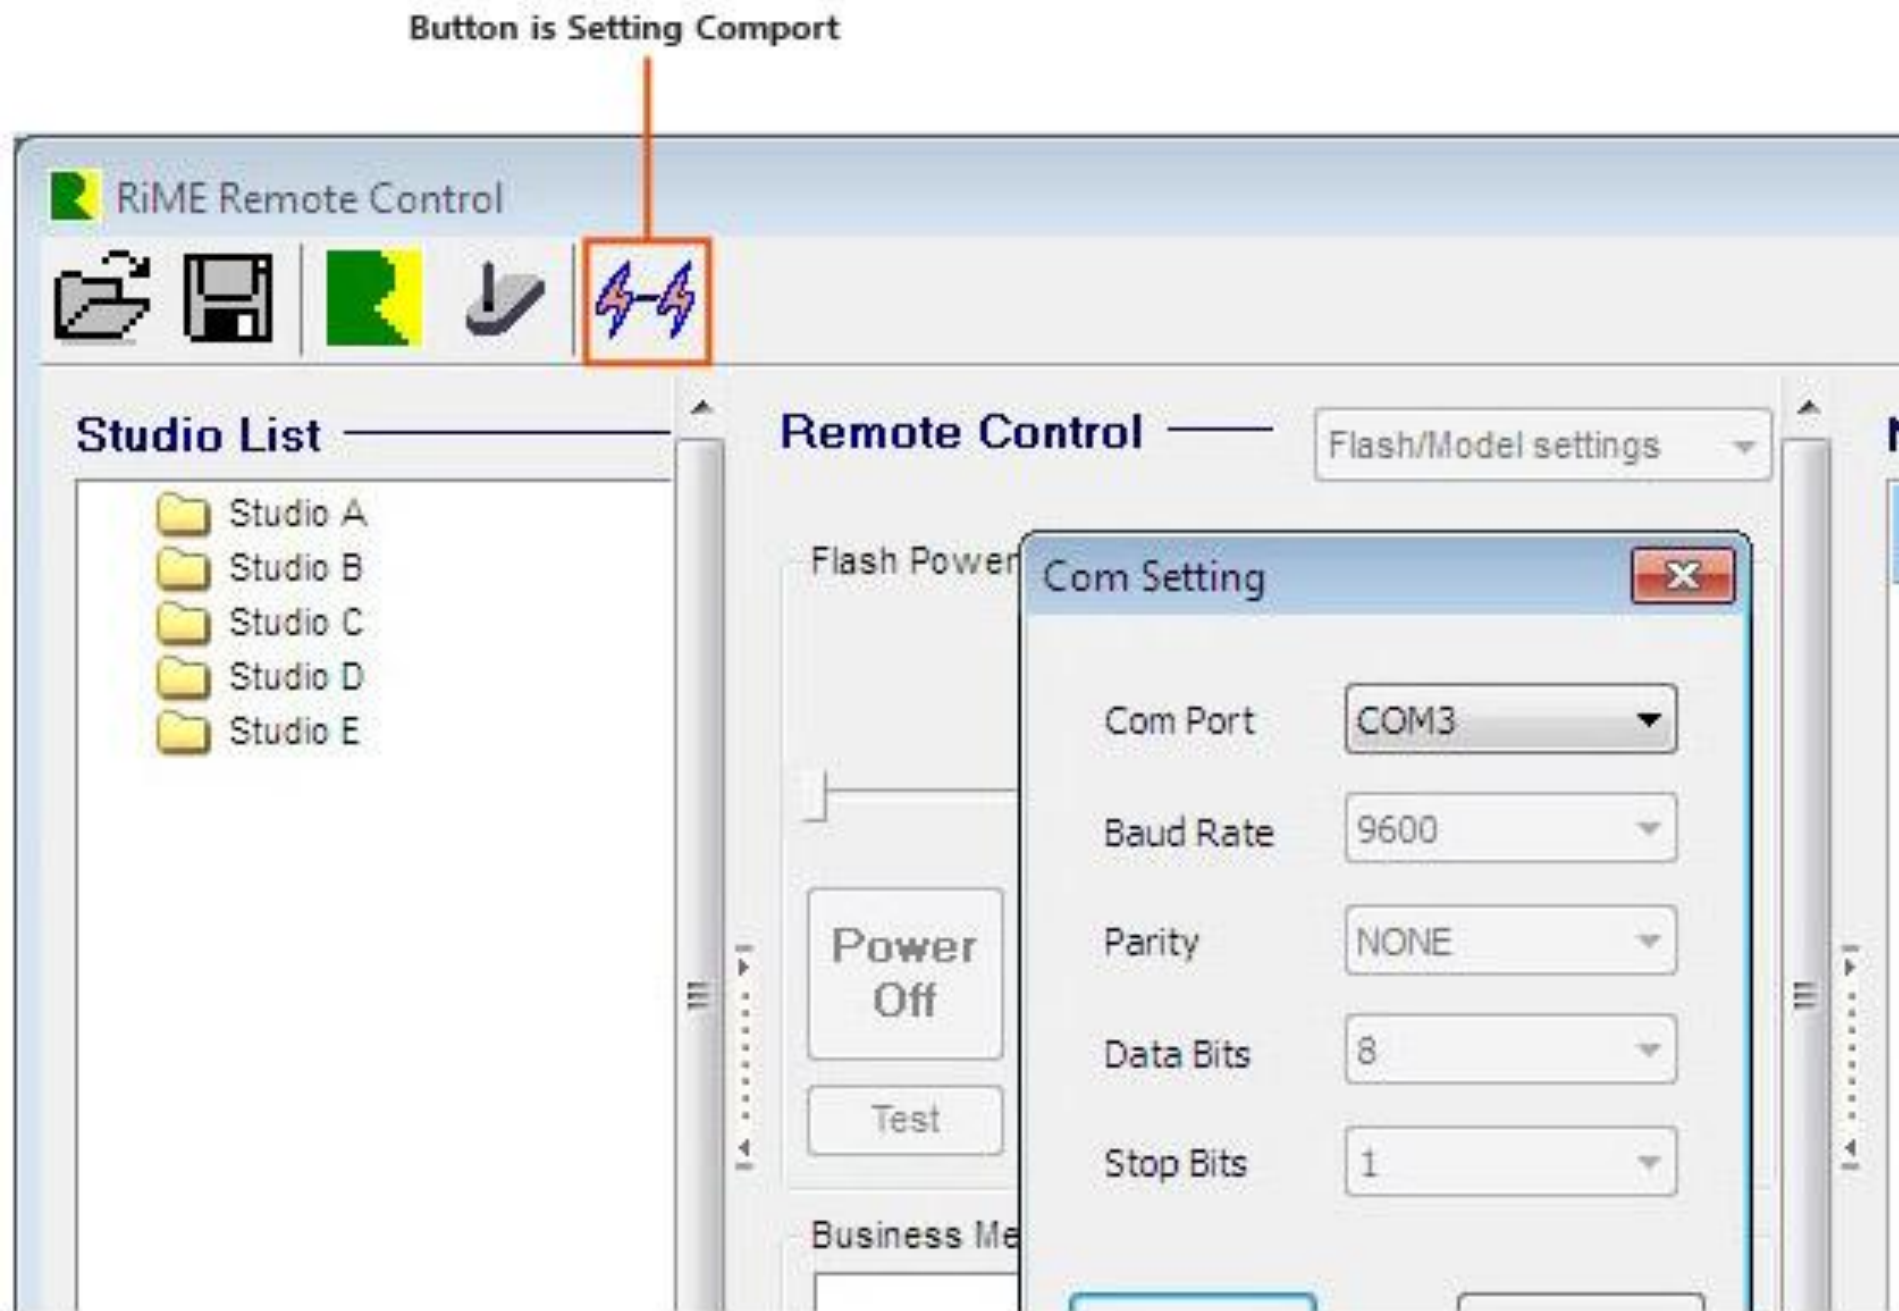 Button is Setting Comport
RiME Remote Control
Studio List
Remote Control
Flash/Model settings
Studio A
Studio B
Studio C
Studio D
Studio E
Flash Power
Com Setting
Com Port
COM3
Baud Rate
9600
Parity
NONE
Data Bits
8
Stop Bits
1
Power
Off
Test
Business Me